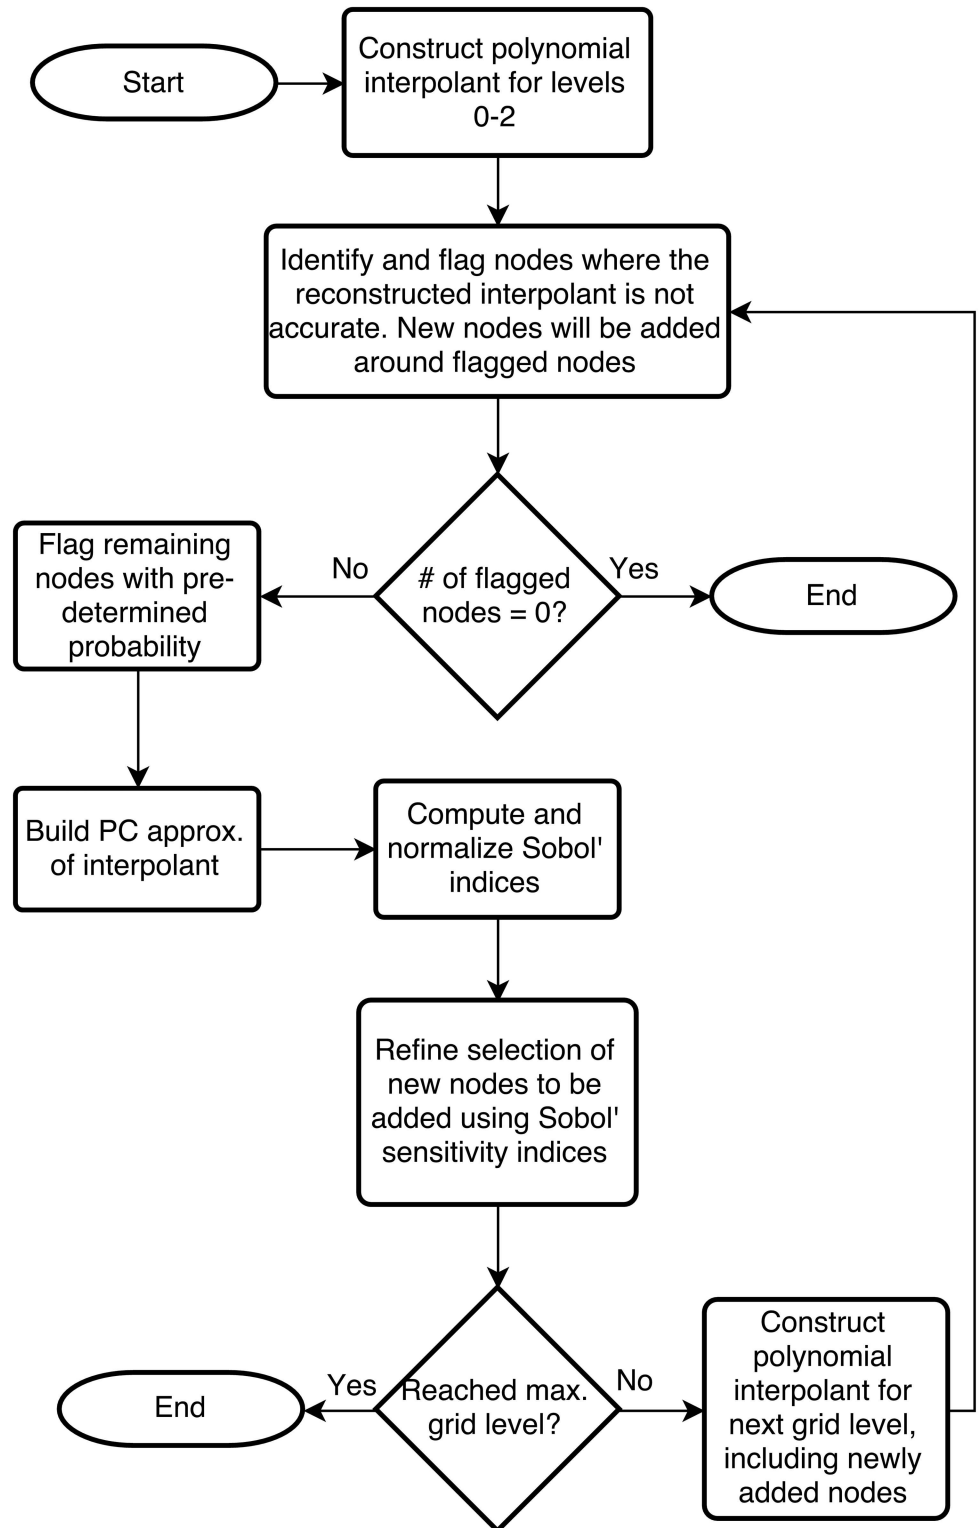 Start
Construct polynomial
interpolant for levels
0-2
Identify and flag nodes where the
reconstructed interpolant is not
accurate. New nodes will be added
around flagged nodes
Flag remaining
nodes with pre-
determined
probability
No
# of flagged
nodes = 0?
Yes
End
Build PC approx.
of interpolant
Compute and
normalize Sobol'
indices
Refine selection of
new nodes to be
added using Sobol'
sensitivity indices
End
Yes
Reached max.
grid level?
No
Construct
polynomial
interpolant for
next grid level,
including newly
added nodes